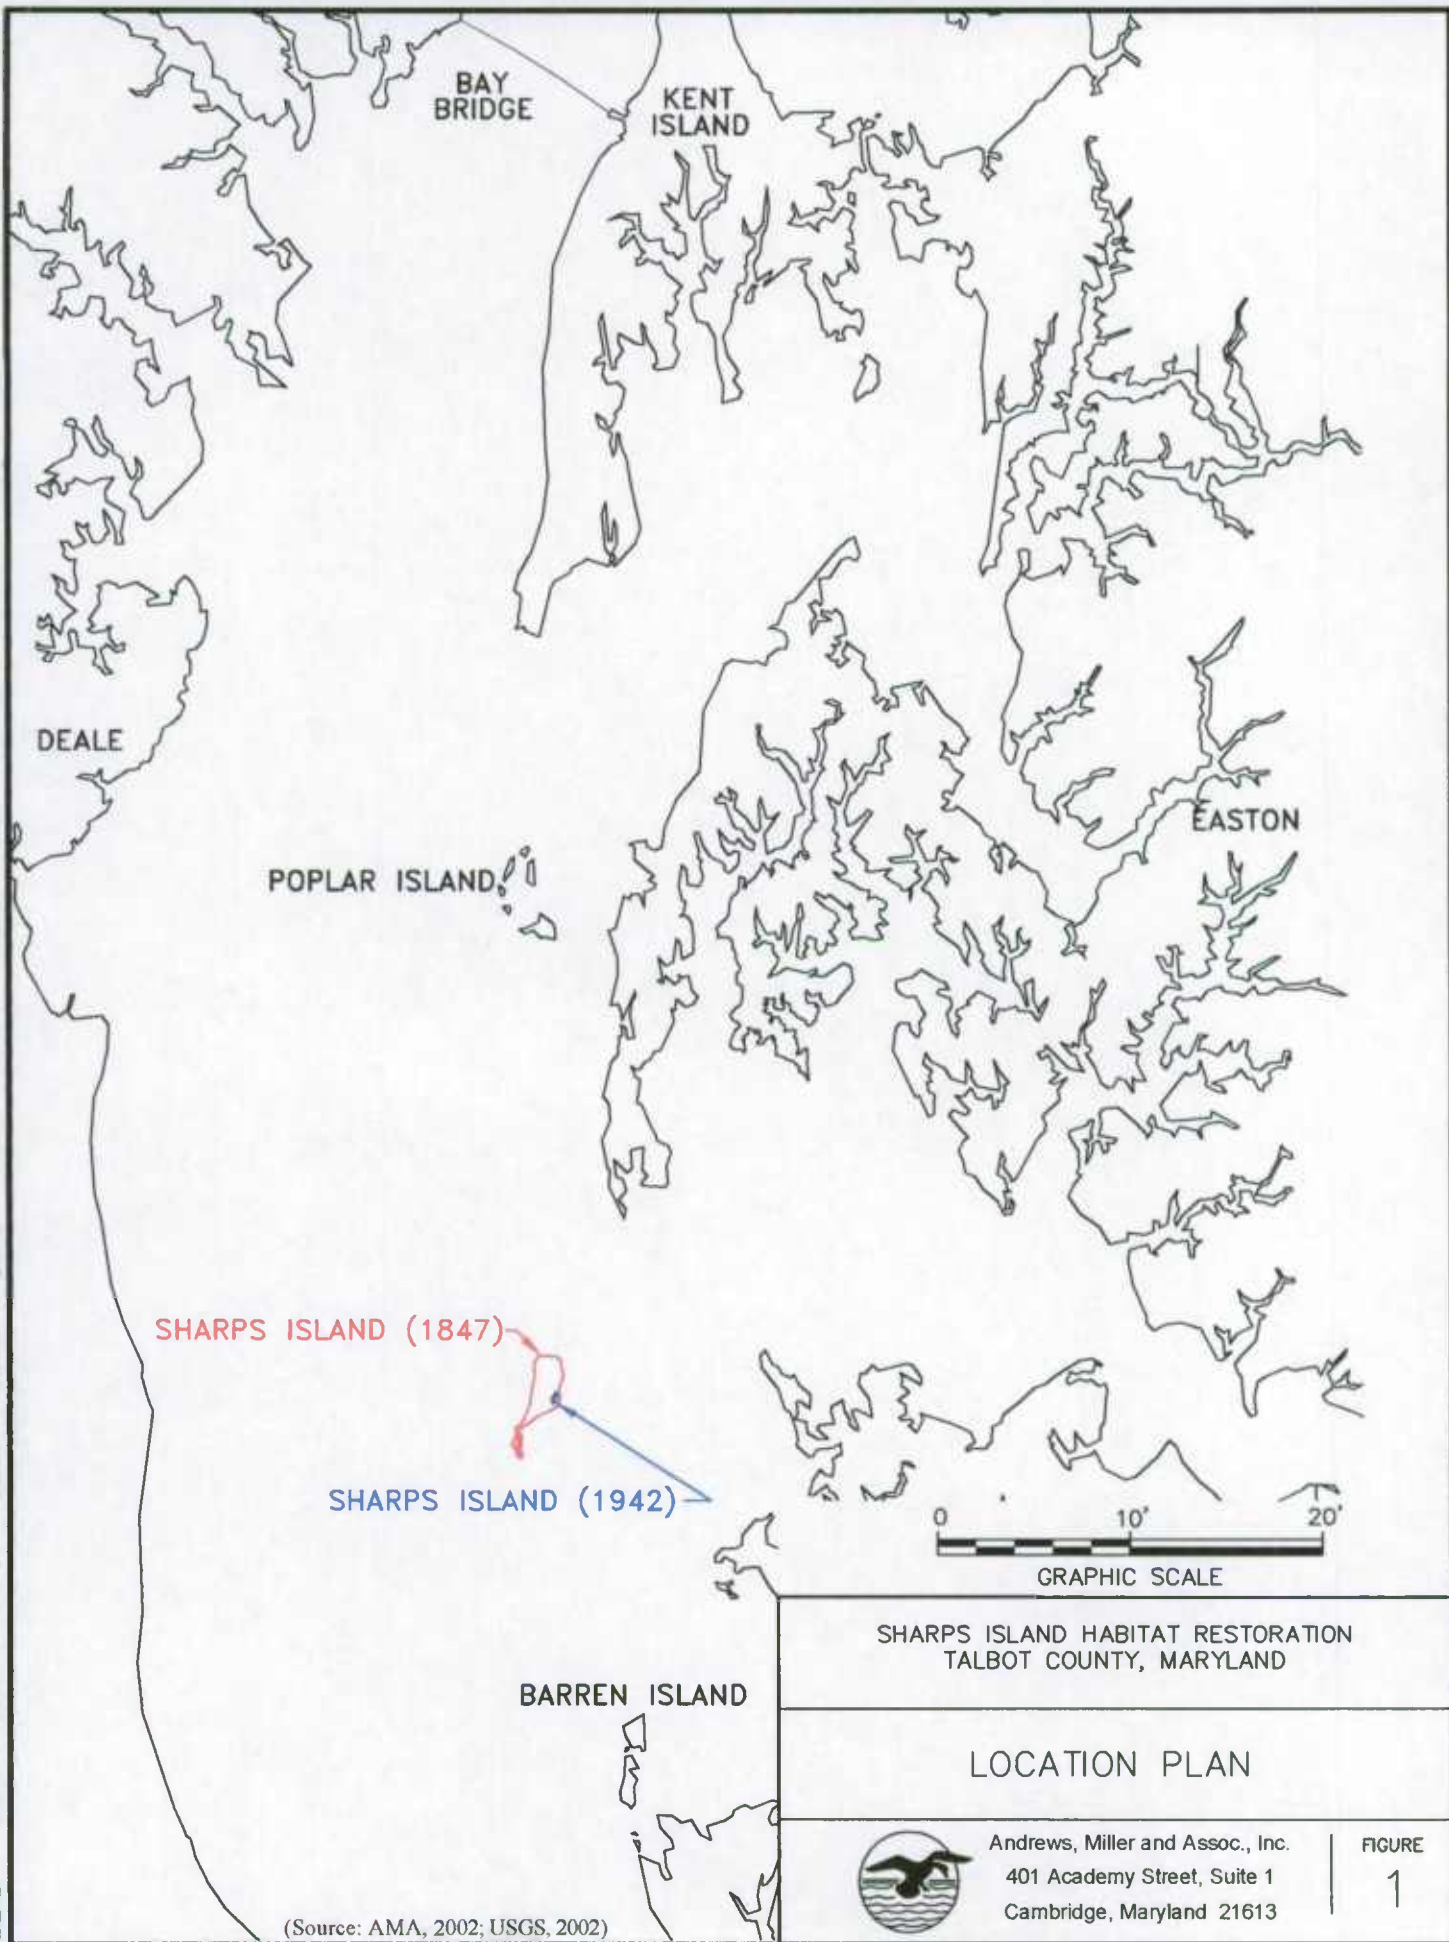 BAY
BRIDGE
KENT
ISLAND
DEALE
EASTON
POPLAR ISLAND
SHARPS ISLAND (1847)
SHARPS ISLAND (1942)
0 10' 20'
GRAPHIC SCALE
BARREN ISLAND
SHARPS ISLAND HABITAT RESTORATION
TALBOT COUNTY, MARYLAND
LOCATION PLAN
Andrews, Miller and Assoc., Inc.
401 Academy Street, Suite 1
Cambridge, Maryland 21613
FIGURE
1
(Source: AMA, 2002; USGS, 2002)